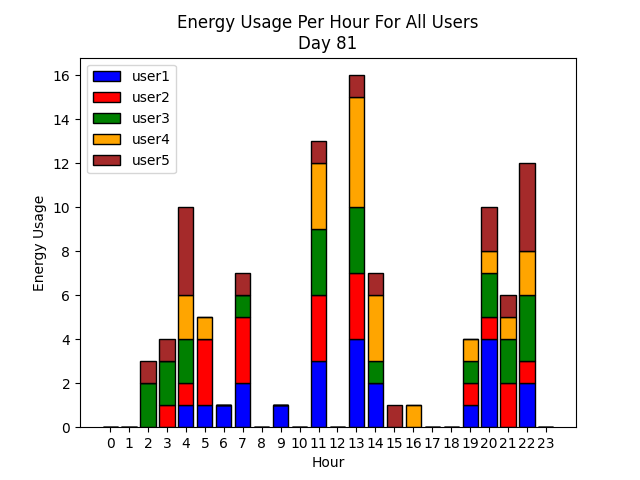 Energy Usage Per Hour For All Users
Day 81
user1
user2
user3
user4
user5
Energy Usage
16
14
12
10
8
6
4
2
0
0 1 2 3 4 5 6 7 8 9 10 11 12 13 14 15 16 17 18 19 20 21 22 23
Hour